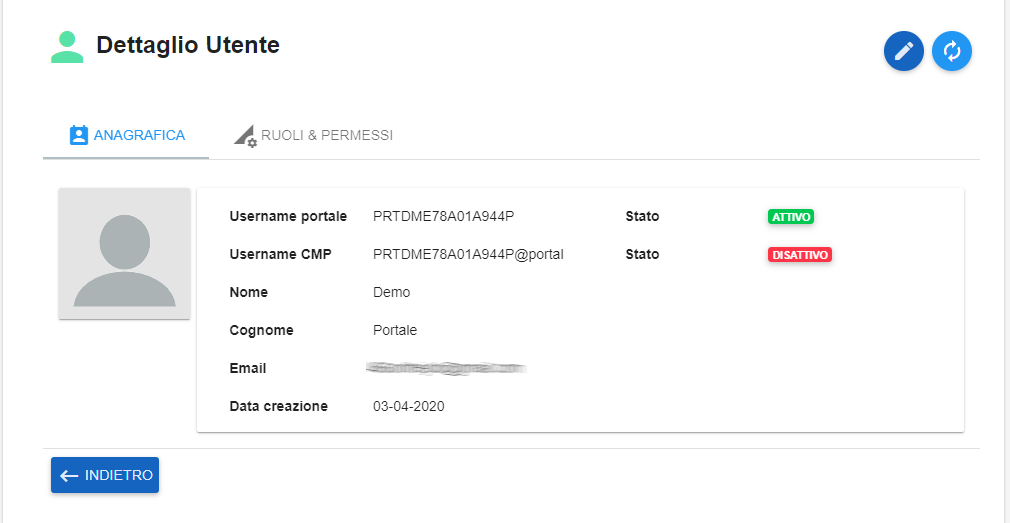 Dettaglio Utente
ANAGRAFICA RUOLI & PERMESSI
Username portale PRTDME78A01A944P Stato ATTIVO
Username CMP PRTDME78A01A944P@portal Stato DISATTIVO
Nome Demo
Cognome Portale
Email
Data creazione 03-04-2020
INDIETRO